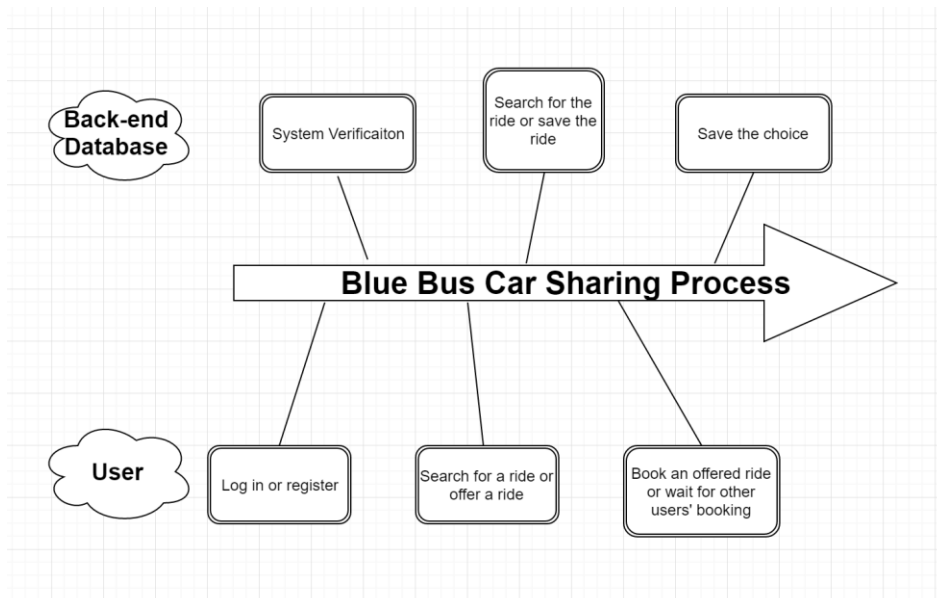 Back-end
Database
System Verificaiton
Search for the
ride or save the
ride
Save the choice
Blue Bus Car Sharing Process
User
Log in or register
Search for a ride or
offer a ride
Book an offered ride
or wait for other
users' booking